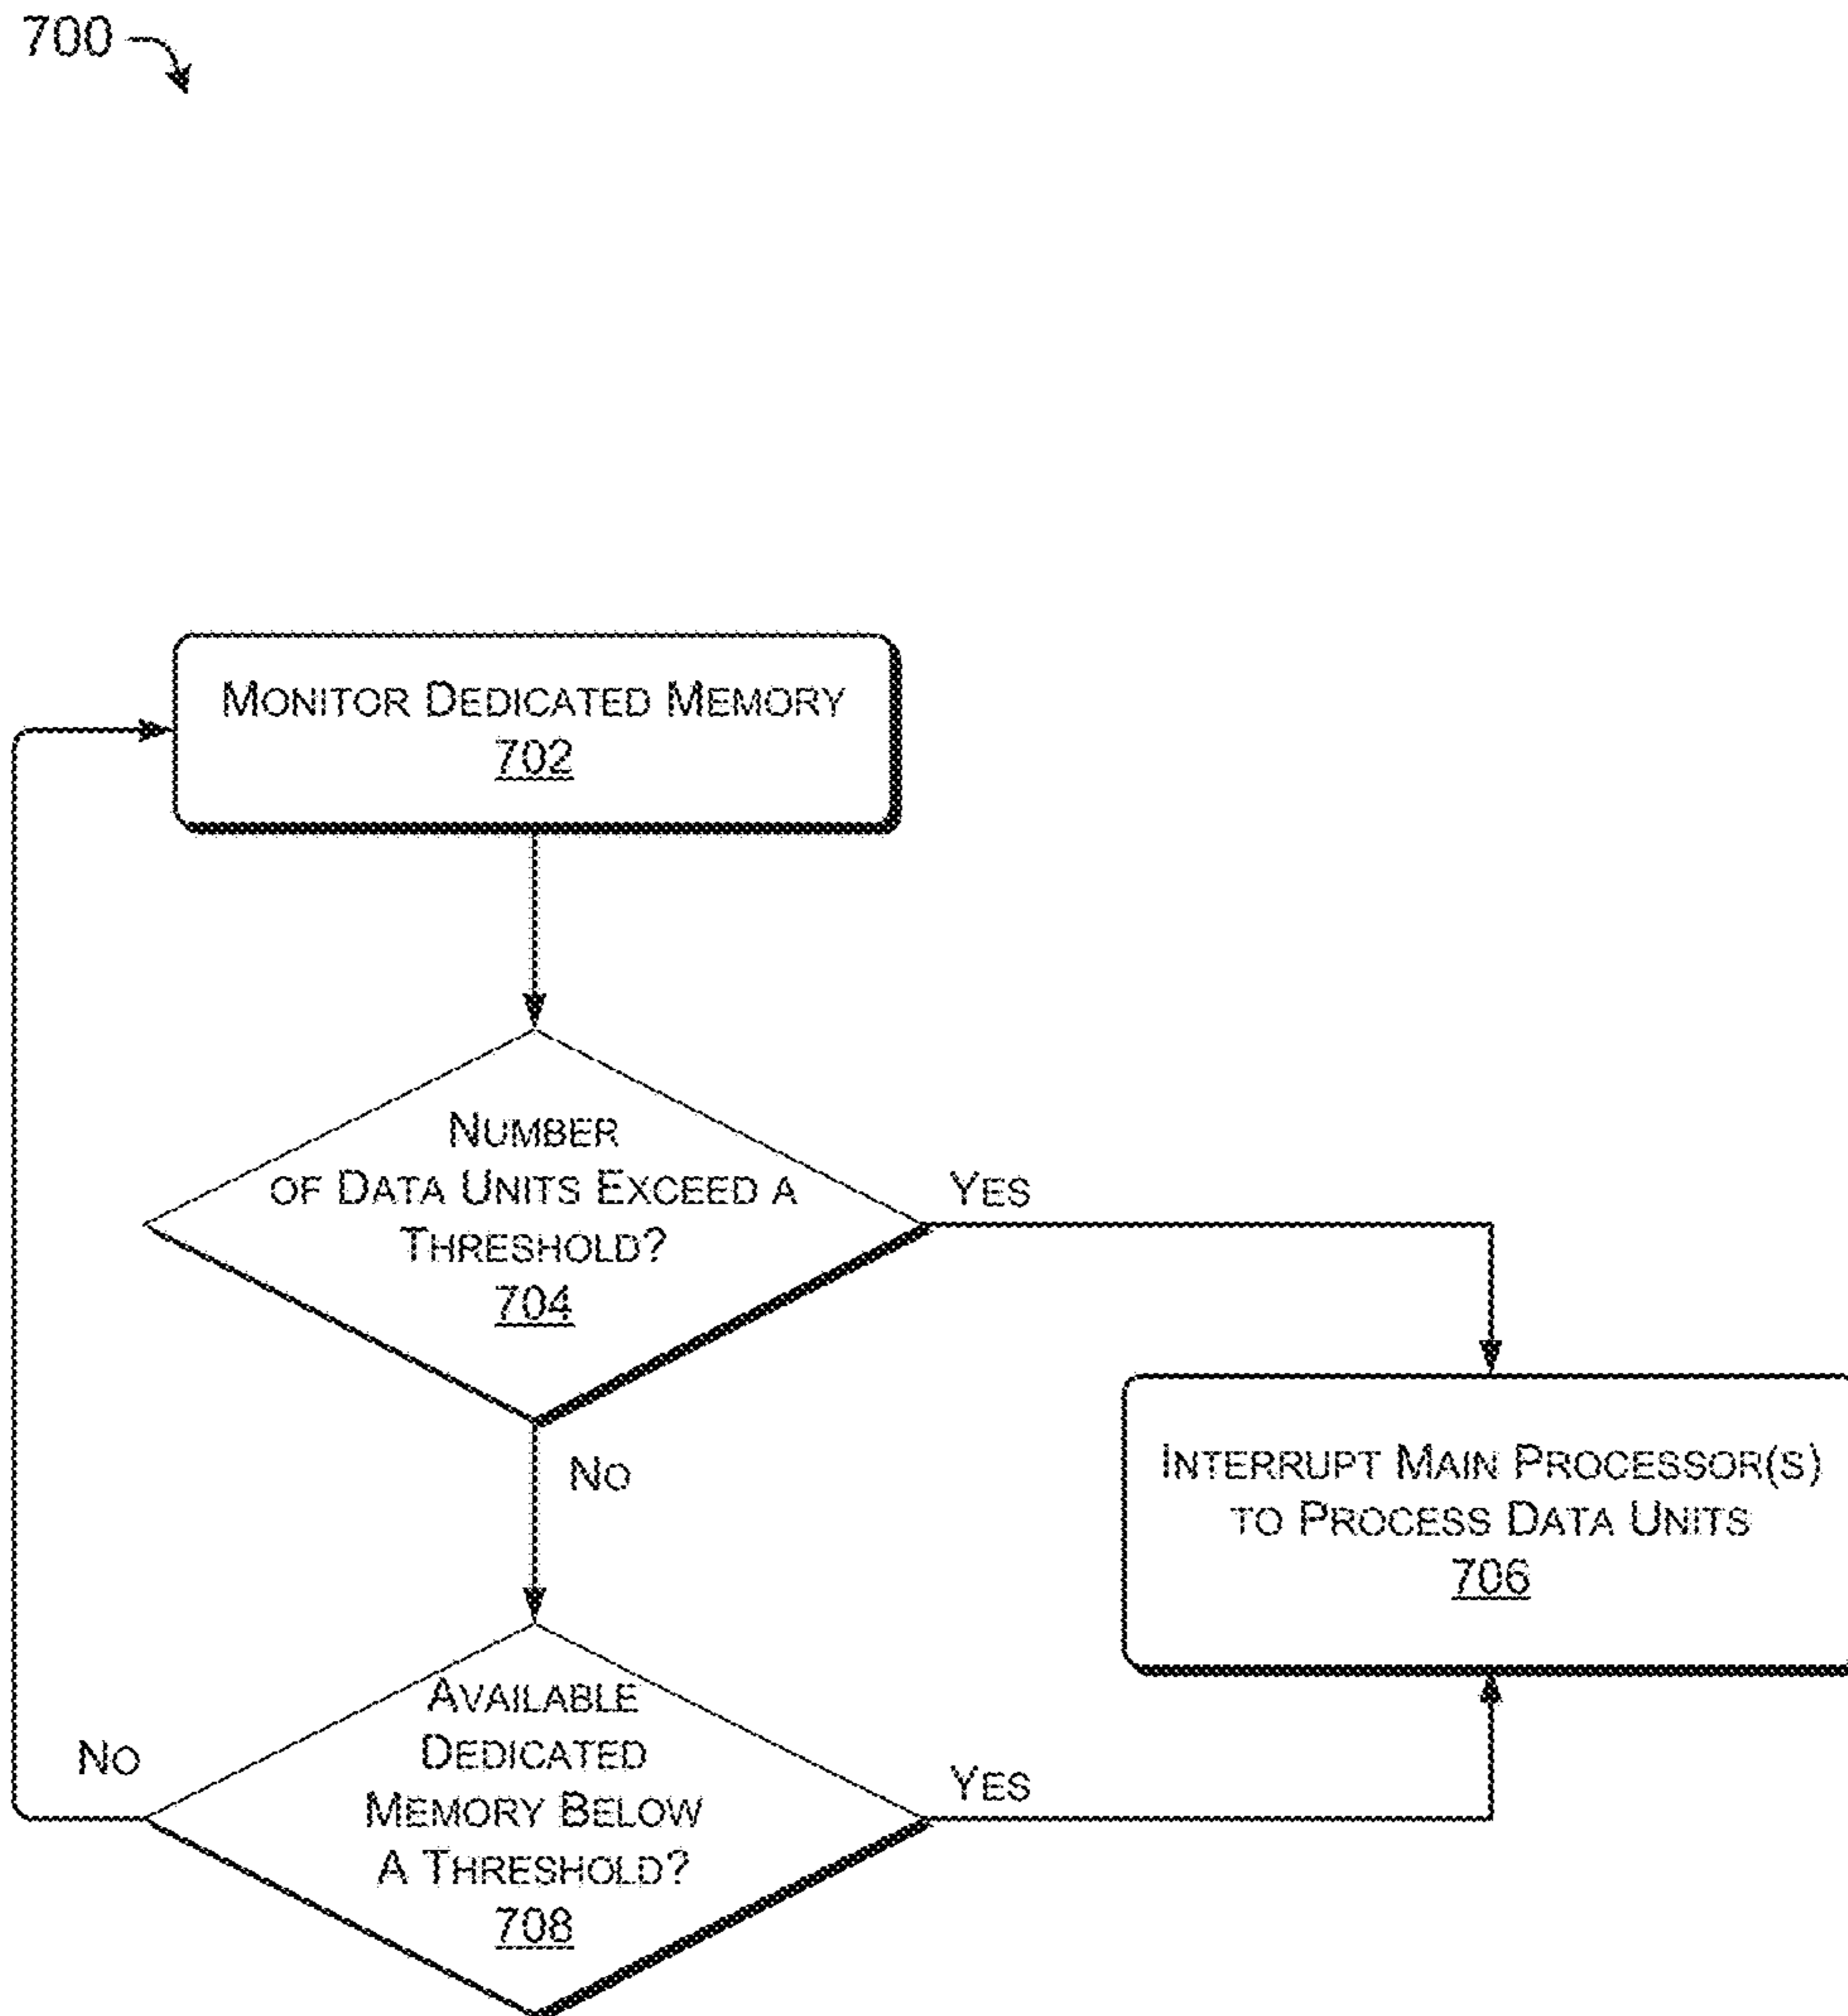 700
MONITOR DEDICATED MEMORY
702
NUMBER
OF DATA UNITS EXCEED A
THRESHOLD?
704
YES
NO
INTERRUPT MAIN PROCESSOR(S)
TO PROCESS DATA UNITS
706
AVAILABLE
DEDICATED
MEMORY BELOW
A THRESHOLD?
708
NO
YES